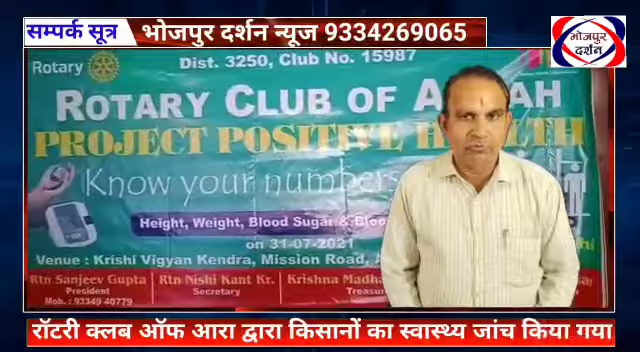 सम्पर्क सूत्र भोजपुर दर्शन न्यूज 9334269065
भोजपुर
दर्शन
Rotary
Dist. 3250, Club No. 15987
ROTARY CLUB OF
PROJECT POSITIVE
Know your numbers
Height, Weight, Blood Sugar &
on 31-07-2021
Venue : Krishi Vigyan Kendra, Mission Road,
Rtn Sanjeev Gupta
President
Mob. : 93349 40779
Rtn Nishi Kant Kr.
Secretary
Krishna Madha
Treasu
रॉटरी क्लब ऑफ आरा द्वारा किसानों का स्वास्थ्य जांच किया गया